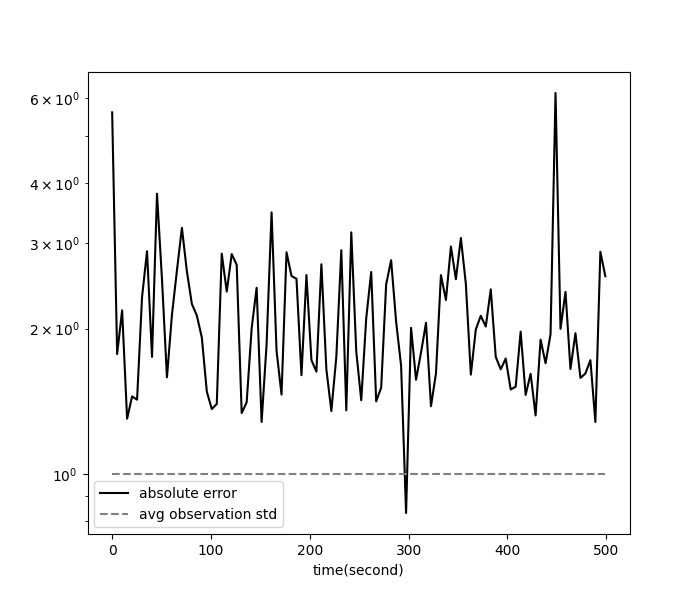 6 × 10⁰
4 × 10⁰
3 × 10⁰
2 × 10⁰
10⁰
absolute error
avg observation std
0 100 200 300 400 500
time(second)